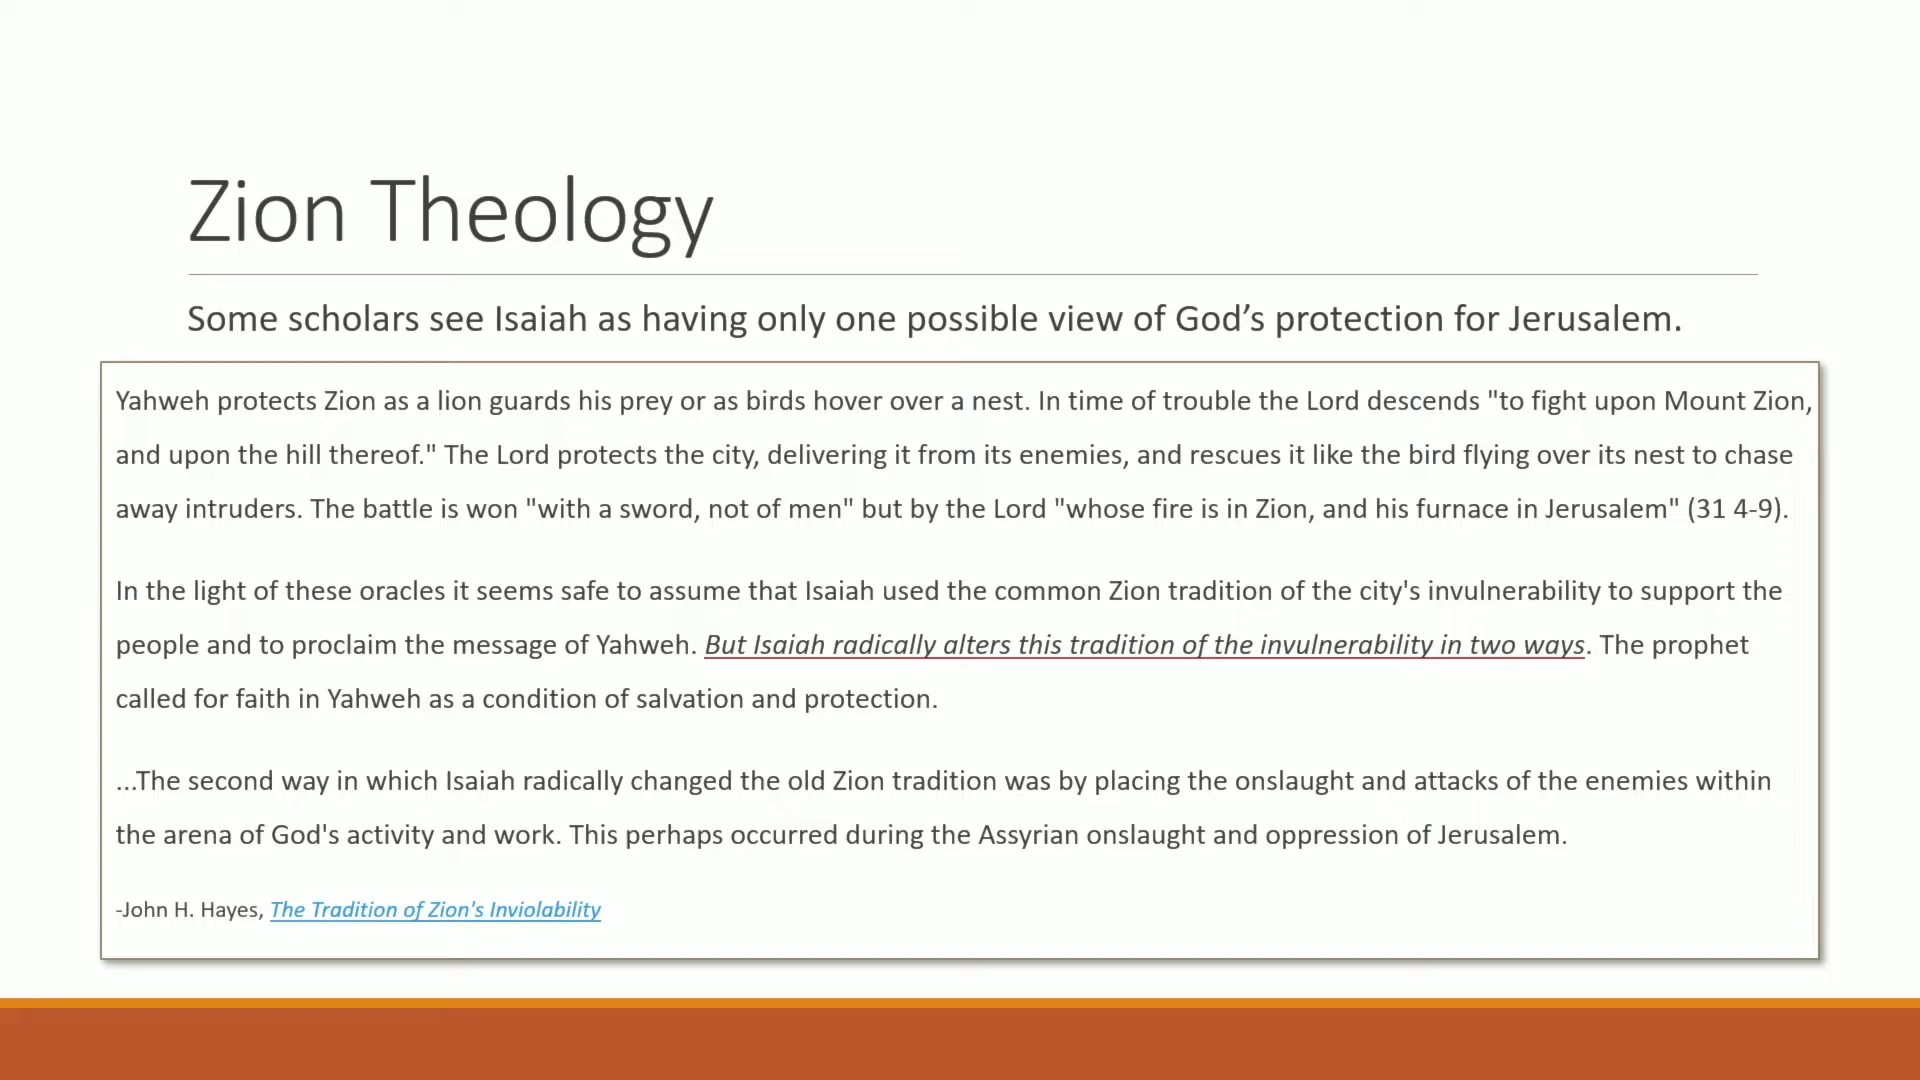 Zion Theology
Some scholars see Isaiah as having only one possible view of God’s protection for Jerusalem.
Yahweh protects Zion as a lion guards his prey or as birds hover over a nest. In time of trouble the Lord descends "to fight upon Mount Zion,
and upon the hill thereof." The Lord protects the city, delivering it from its enemies, and rescues it like the bird flying over its nest to chase
away intruders. The battle is won "with a sword, not of men" but by the Lord "whose fire is in Zion, and his furnace in Jerusalem" (31 4-9).
In the light of these oracles it seems safe to assume that Isaiah used the common Zion tradition of the city's invulnerability to support the
people and to proclaim the message of Yahweh. But Isaiah radically alters this tradition of the invulnerability in two ways. The prophet
called for faith in Yahweh as a condition of salvation and protection.
...The second way in which Isaiah radically changed the old Zion tradition was by placing the onslaught and attacks of the enemies within
the arena of God's activity and work. This perhaps occurred during the Assyrian onslaught and oppression of Jerusalem.
-John H. Hayes, The Tradition of Zion's Inviolability